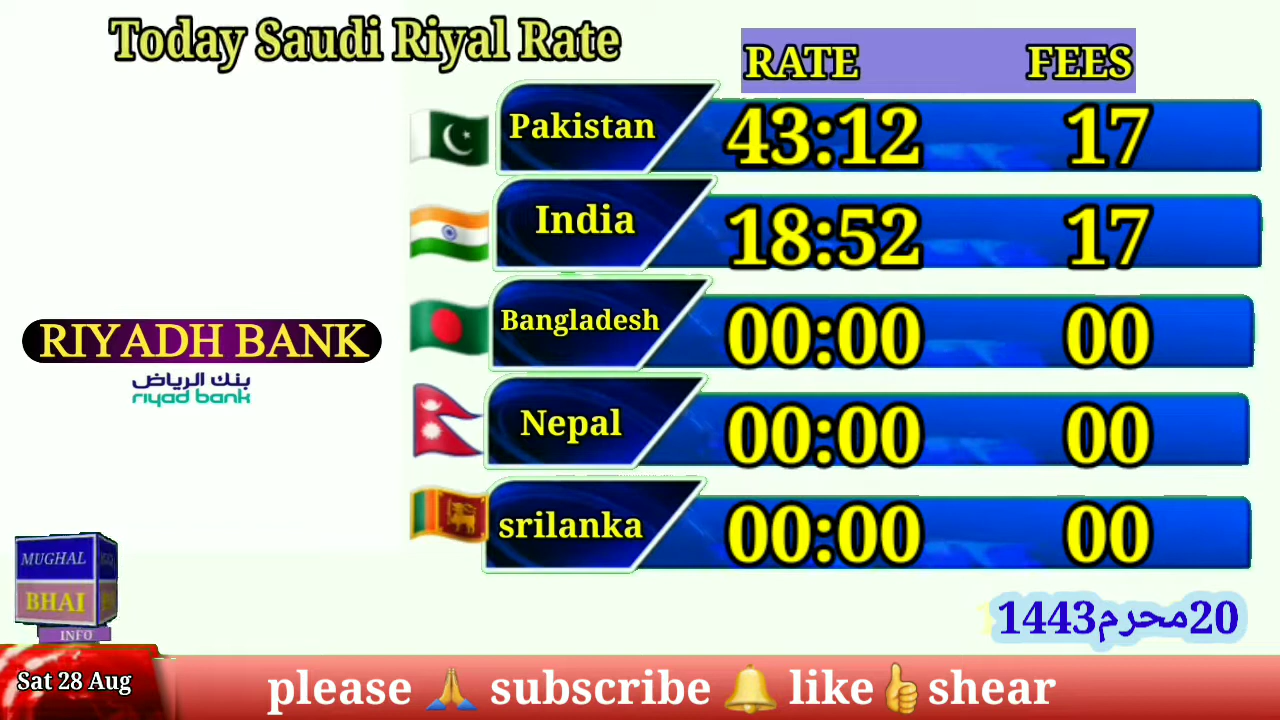 Today Saudi Riyal Rate
RATE FEES
Pakistan 43:12 17
India 18:52 17
Bangladesh 00:00 00
RIYADH BANK
بنك الرياض
riyad bank
Nepal 00:00 00
srilanka 00:00 00
MUGHAL
BHAI
INFO
20محرم1443
Sat 28 Aug
please 🙏 subscribe 🔔 like 👍 shear